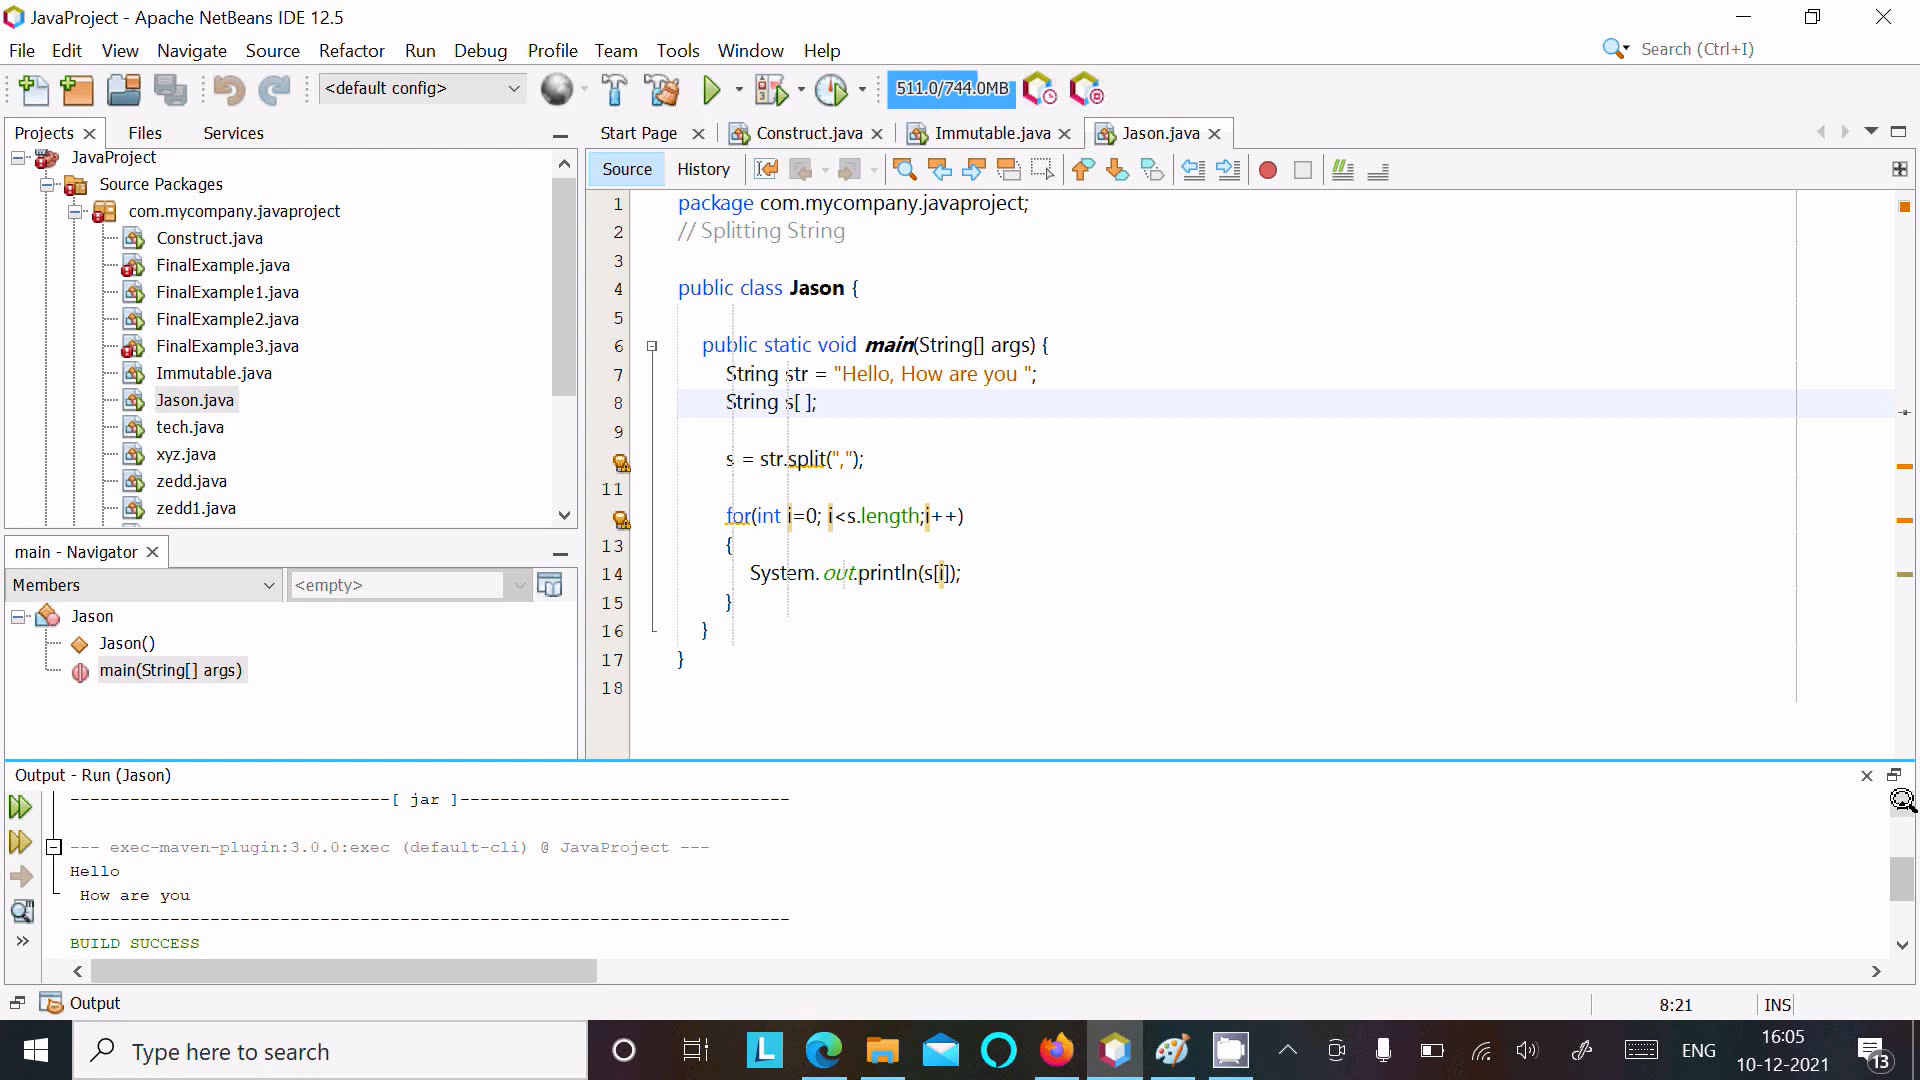 JavaProject - Apache NetBeans IDE 12.5
File Edit View Navigate Source Refactor Run Debug Profile Team Tools Window Help
Search (Ctrl+I)
<default config>
511.0/744.0MB
Projects Files Services
Start Page Construct.java Immutable.java Jason.java
Source History
JavaProject
Source Packages
com.mycompany.javaproject
Construct.java
FinalExample.java
FinalExample1.java
FinalExample2.java
FinalExample3.java
Immutable.java
Jason.java
tech.java
xyz.java
zedd.java
zedd1.java
main - Navigator
Members
<empty>
Jason
Jason()
main(String[] args)
1 package com.mycompany.javaproject;
2 // Splitting String
3
4 public class Jason {
5
6 public static void main(String[] args) {
7 String str = "Hello, How are you ";
8 String s[ ];
9
s = str.split(",");
11
for(int i=0; i<s.length;i++)
13 {
14 System.out.println(s[i]);
15 }
16 }
17 }
18
Output - Run (Jason)
--------------------------------[ jar ]---------------------------------
--- exec-maven-plugin:3.0.0:exec (default-cli) @ JavaProject ---
Hello
How are you
------------------------------------------------------------------------
BUILD SUCCESS
Output
8:21 INS
Type here to search
L
ENG
16:05
10-12-2021
13